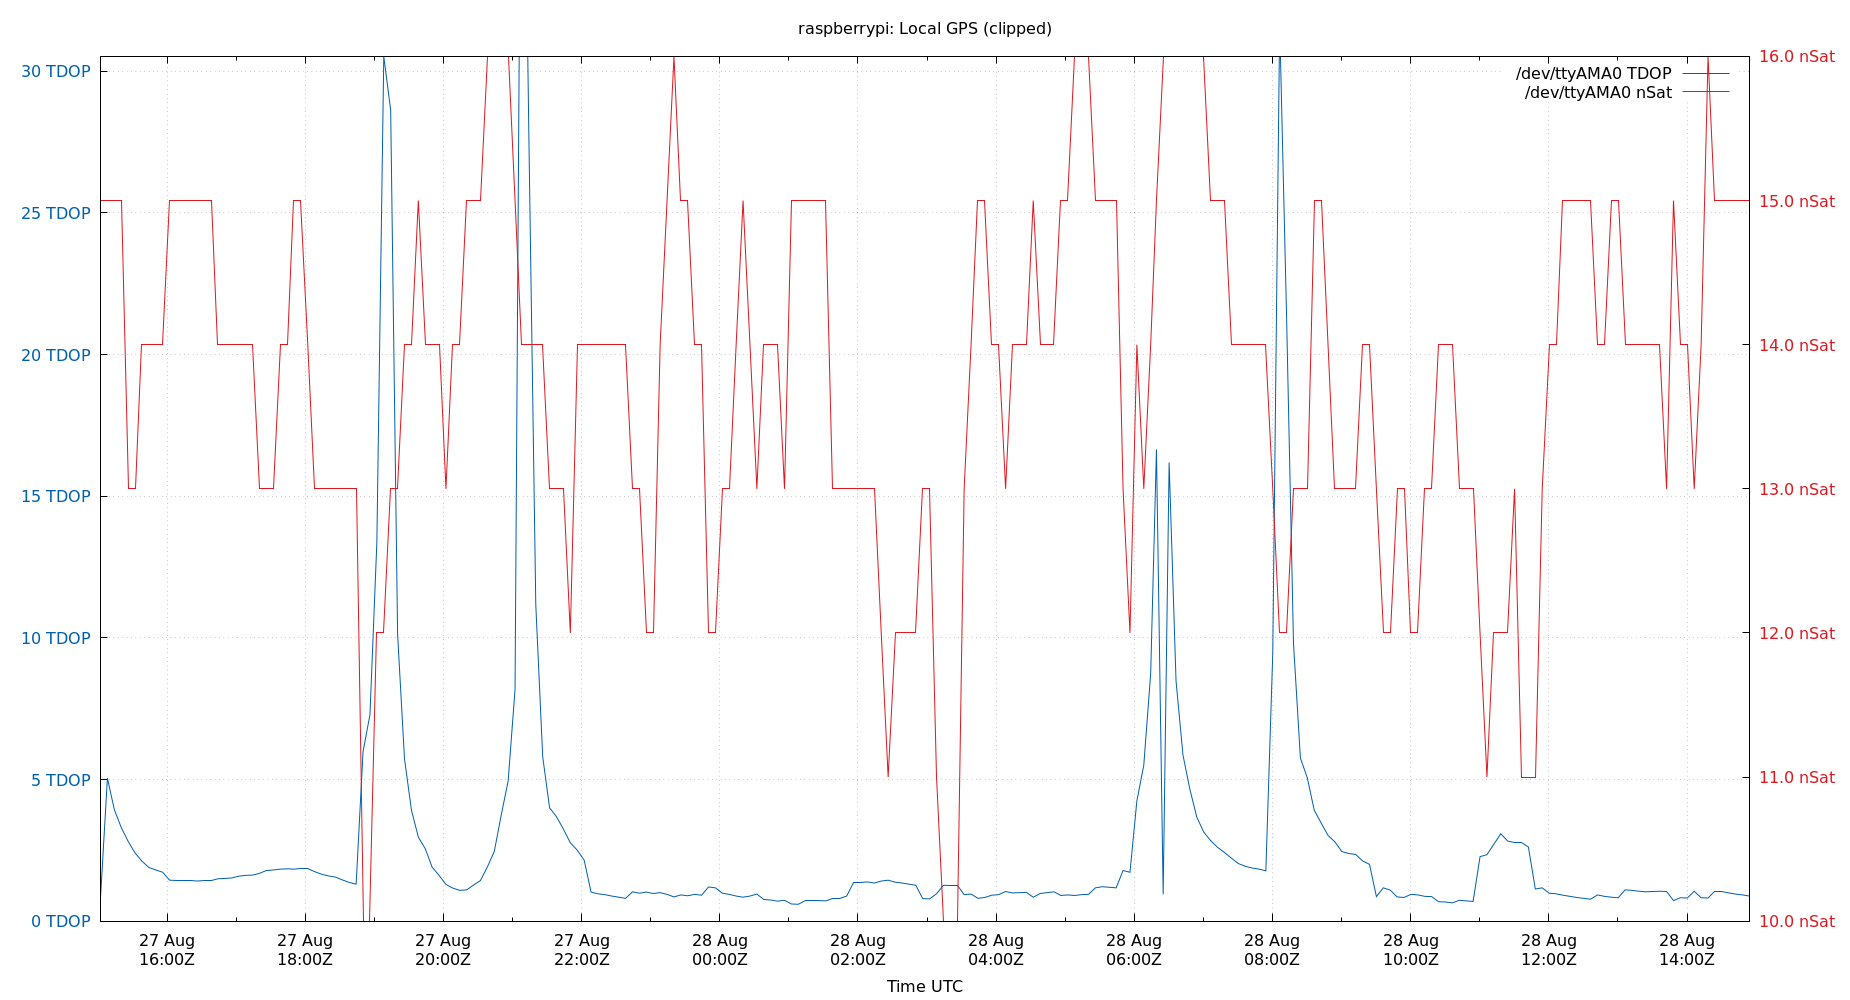 raspberrypi: Local GPS (clipped)
/dev/ttyAMA0 TDOP
/dev/ttyAMA0 nSat
30 TDOP
25 TDOP
20 TDOP
15 TDOP
10 TDOP
5 TDOP
0 TDOP
16.0 nSat
15.0 nSat
14.0 nSat
13.0 nSat
12.0 nSat
11.0 nSat
10.0 nSat
27 Aug
16:00Z
27 Aug
18:00Z
27 Aug
20:00Z
27 Aug
22:00Z
28 Aug
00:00Z
28 Aug
02:00Z
28 Aug
04:00Z
28 Aug
06:00Z
28 Aug
08:00Z
28 Aug
10:00Z
28 Aug
12:00Z
28 Aug
14:00Z
Time UTC